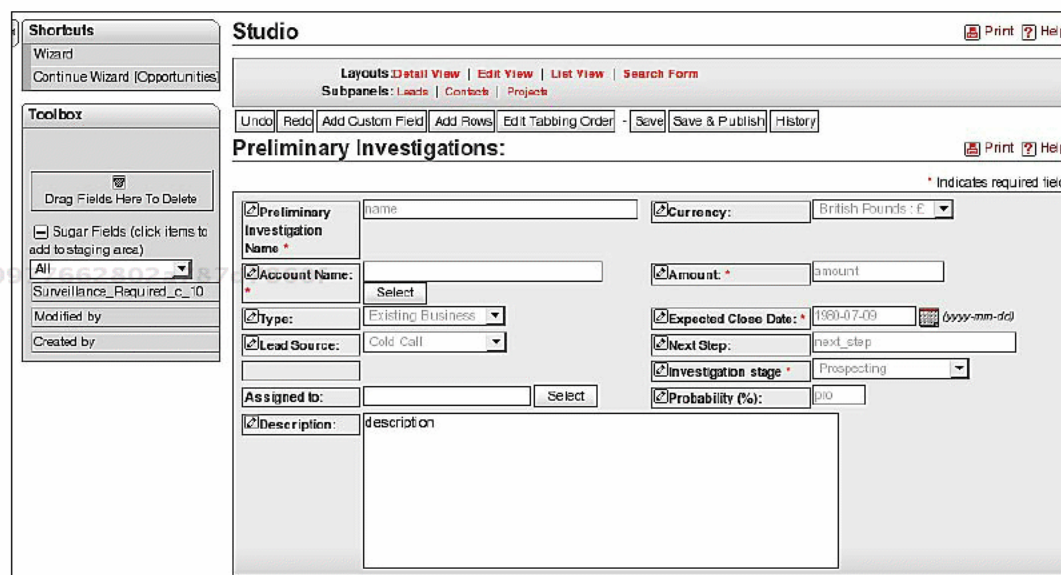 Shortcuts
Wizard
Continue Wizard [Opportunities]
Toolbox
Drag Fields Here To Delete
Sugar Fields (click items to
add to staging area)
All
Surveillance_Required_c_10
Modified by
Created by
Studio
Print Help
Layouts: Detail View | Edit View | List View | Search Form
Subpanels: Leads | Contacts | Projects
Undo Redo Add Custom Field Add Rows Edit Tabbing Order - Save Save & Publish History
Preliminary Investigations:
Print Help
* Indicates required field
Preliminary
Investigation
Name *
name
Currency:
British Pounds : £
Account Name:
*
Select
Amount: *
amount
Type:
Existing Business
Expected Close Date: *
1980-07-09
(yyyy-mm-dd)
Lead Source:
Cold Call
Next Step:
next_step
Investigation stage *
Prospecting
Assigned to:
Select
Probability (%):
pro
Description:
description